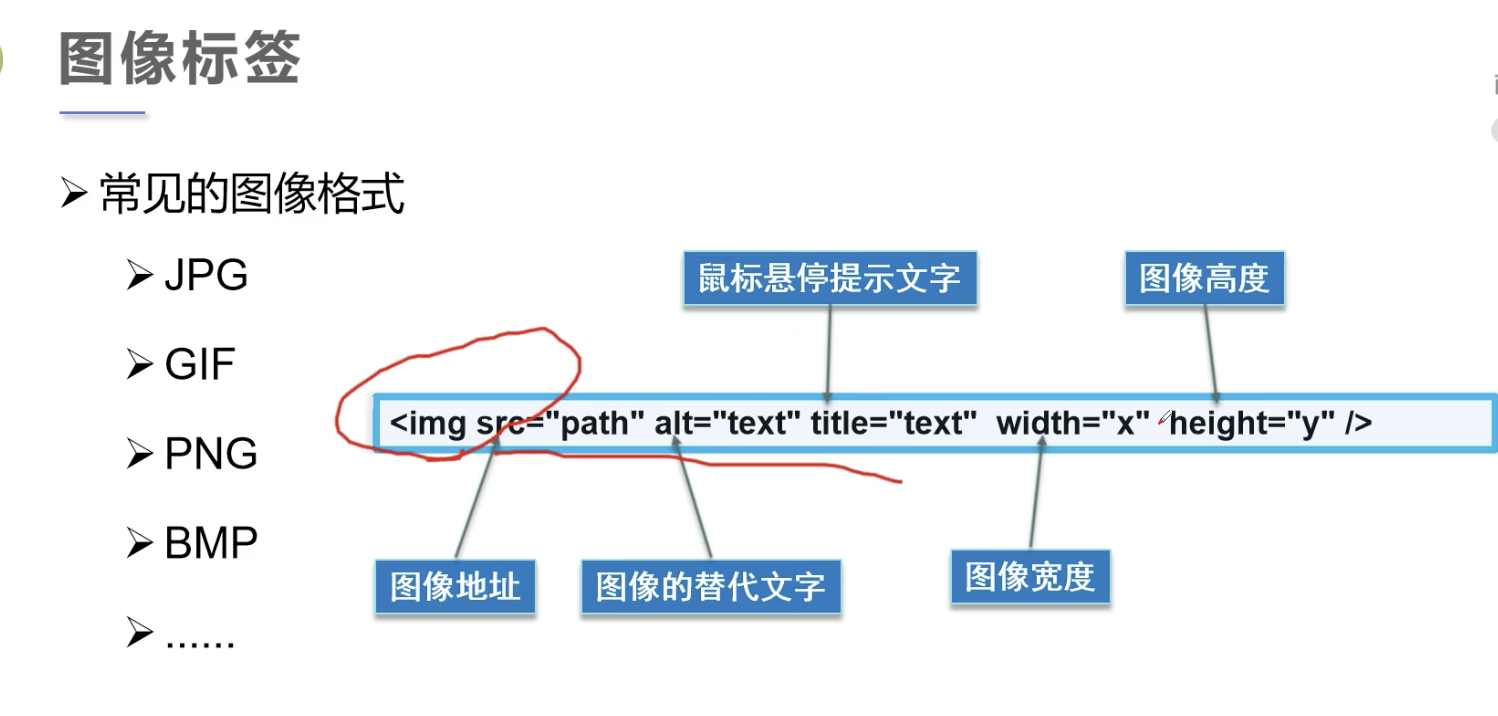 图像标签
常见的图像格式
JPG
GIF
PNG
BMP
......
鼠标悬停提示文字
图像高度
<img src="path" alt="text" title="text"  width="x" height="y" />
图像地址
图像的替代文字
图像宽度